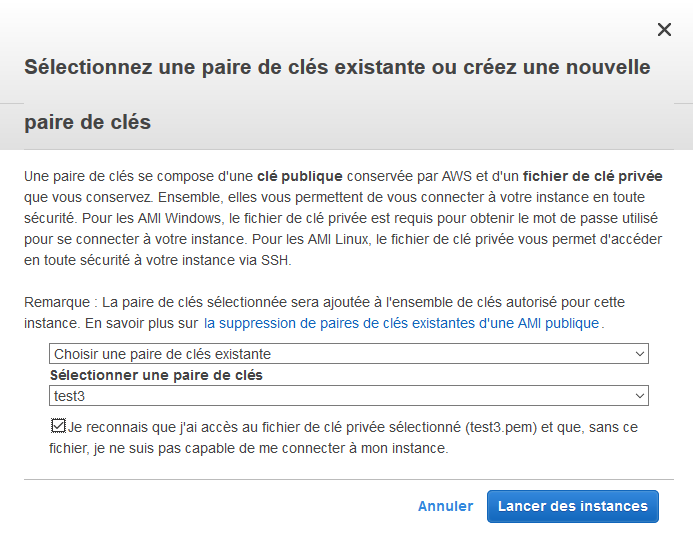 Sélectionnez une paire de clés existante ou créez une nouvelle
paire de clés
Une paire de clés se compose d'une clé publique conservée par AWS et d'un fichier de clé privée
que vous conservez. Ensemble, elles vous permettent de vous connecter à votre instance en toute
sécurité. Pour les AMI Windows, le fichier de clé privée est requis pour obtenir le mot de passe utilisé
pour se connecter à votre instance. Pour les AMI Linux, le fichier de clé privée vous permet d'accéder
en toute sécurité à votre instance via SSH.
Remarque : La paire de clés sélectionnée sera ajoutée à l'ensemble de clés autorisé pour cette
instance. En savoir plus sur la suppression de paires de clés existantes d'une AMI publique.
Choisir une paire de clés existante
Sélectionner une paire de clés
test3
Je reconnais que j'ai accès au fichier de clé privée sélectionné (test3.pem) et que, sans ce
fichier, je ne suis pas capable de me connecter à mon instance.
Annuler Lancer des instances